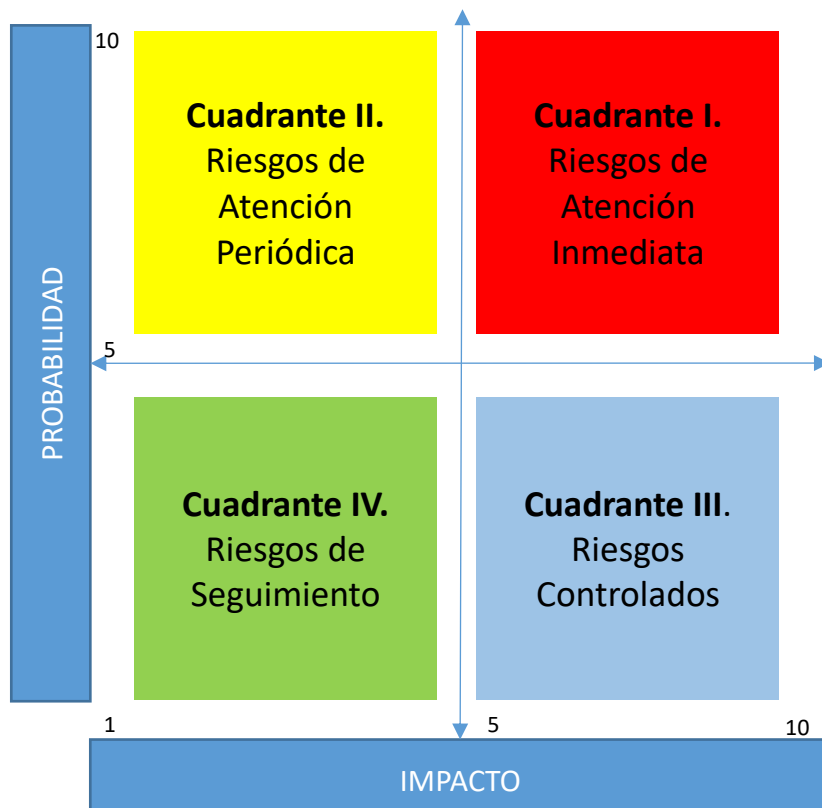 10
Cuadrante II.
Riesgos de
Atención
Periódica
Cuadrante I.
Riesgos de
Atención
Inmediata
PROBABILIDAD
5
Cuadrante IV.
Riesgos de
Seguimiento
Cuadrante III.
Riesgos
Controlados
1
5
10
IMPACTO